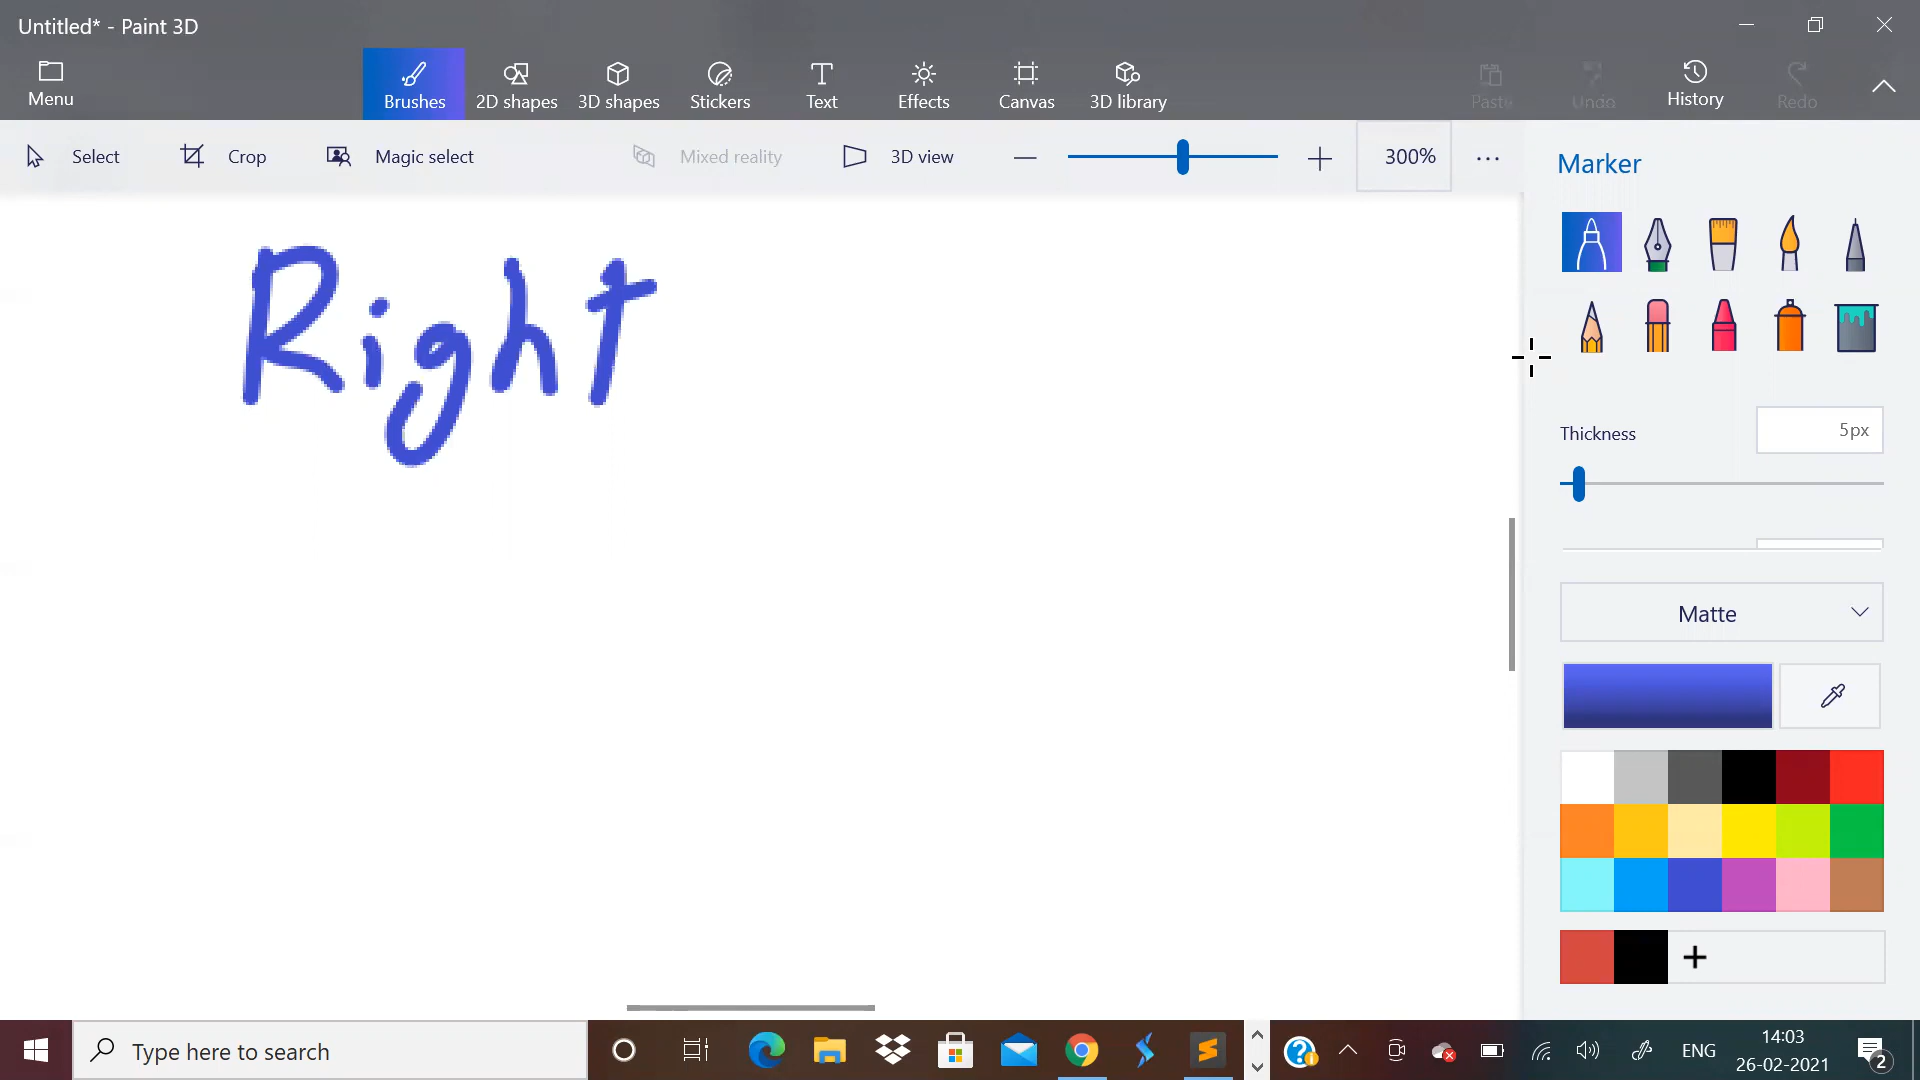 Untitled* - Paint 3D
Menu
Brushes 2D shapes 3D shapes Stickers Text Effects Canvas 3D library Paste Undo History Redo
Select Crop Magic select Mixed reality 3D view 300%
Marker
Right
Thickness 5px
Matte
Type here to search
ENG 14:03
26-02-2021
2